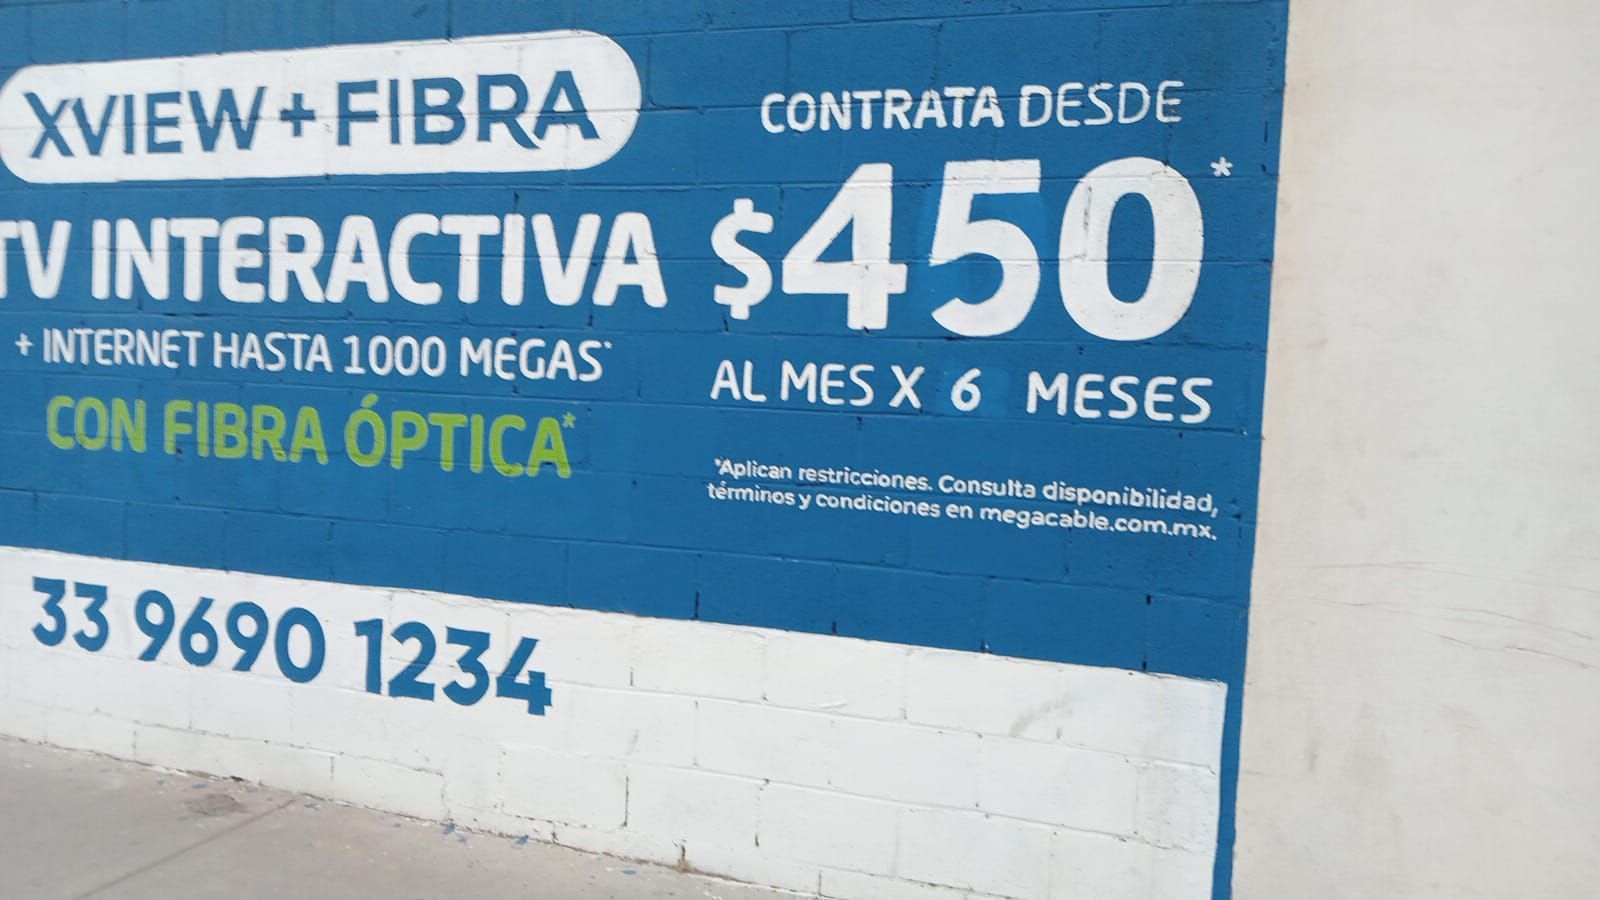 XVIEW + FIBRA
TV INTERACTIVA
+ INTERNET HASTA 1000 MEGAS*
CON FIBRA ÓPTICA*
CONTRATA DESDE
$450*
AL MES X 6 MESES
*Aplican restricciones. Consulta disponibilidad,
términos y condiciones en megacable.com.mx.
33 9690 1234